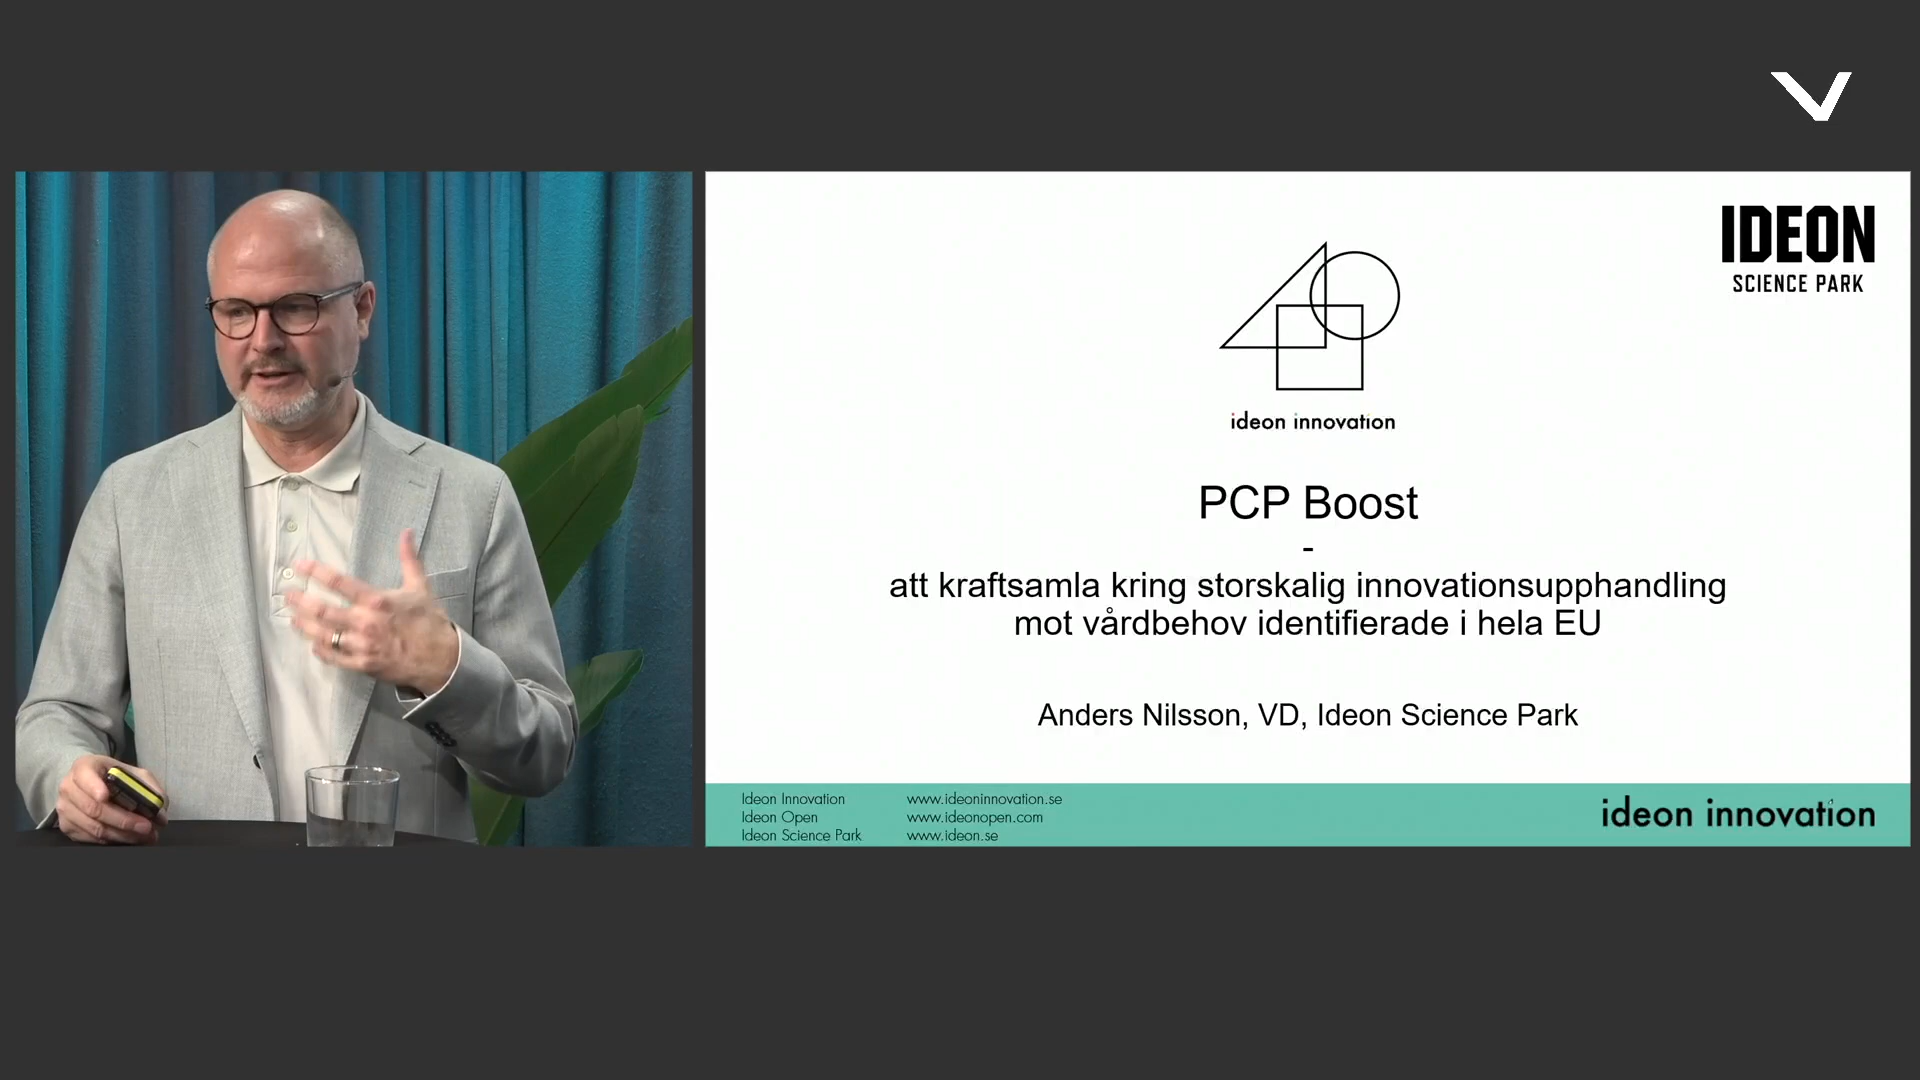 IDEON
SCIENCE PARK
ideon innovation
PCP Boost
-
att kraftsamla kring storskalig innovationsupphandling
mot vårdbehov identifierade i hela EU
Anders Nilsson, VD, Ideon Science Park
Ideon Innovation www.ideoninnovation.se
Ideon Open www.ideonopen.com
Ideon Science Park www.ideon.se
ideon innovation